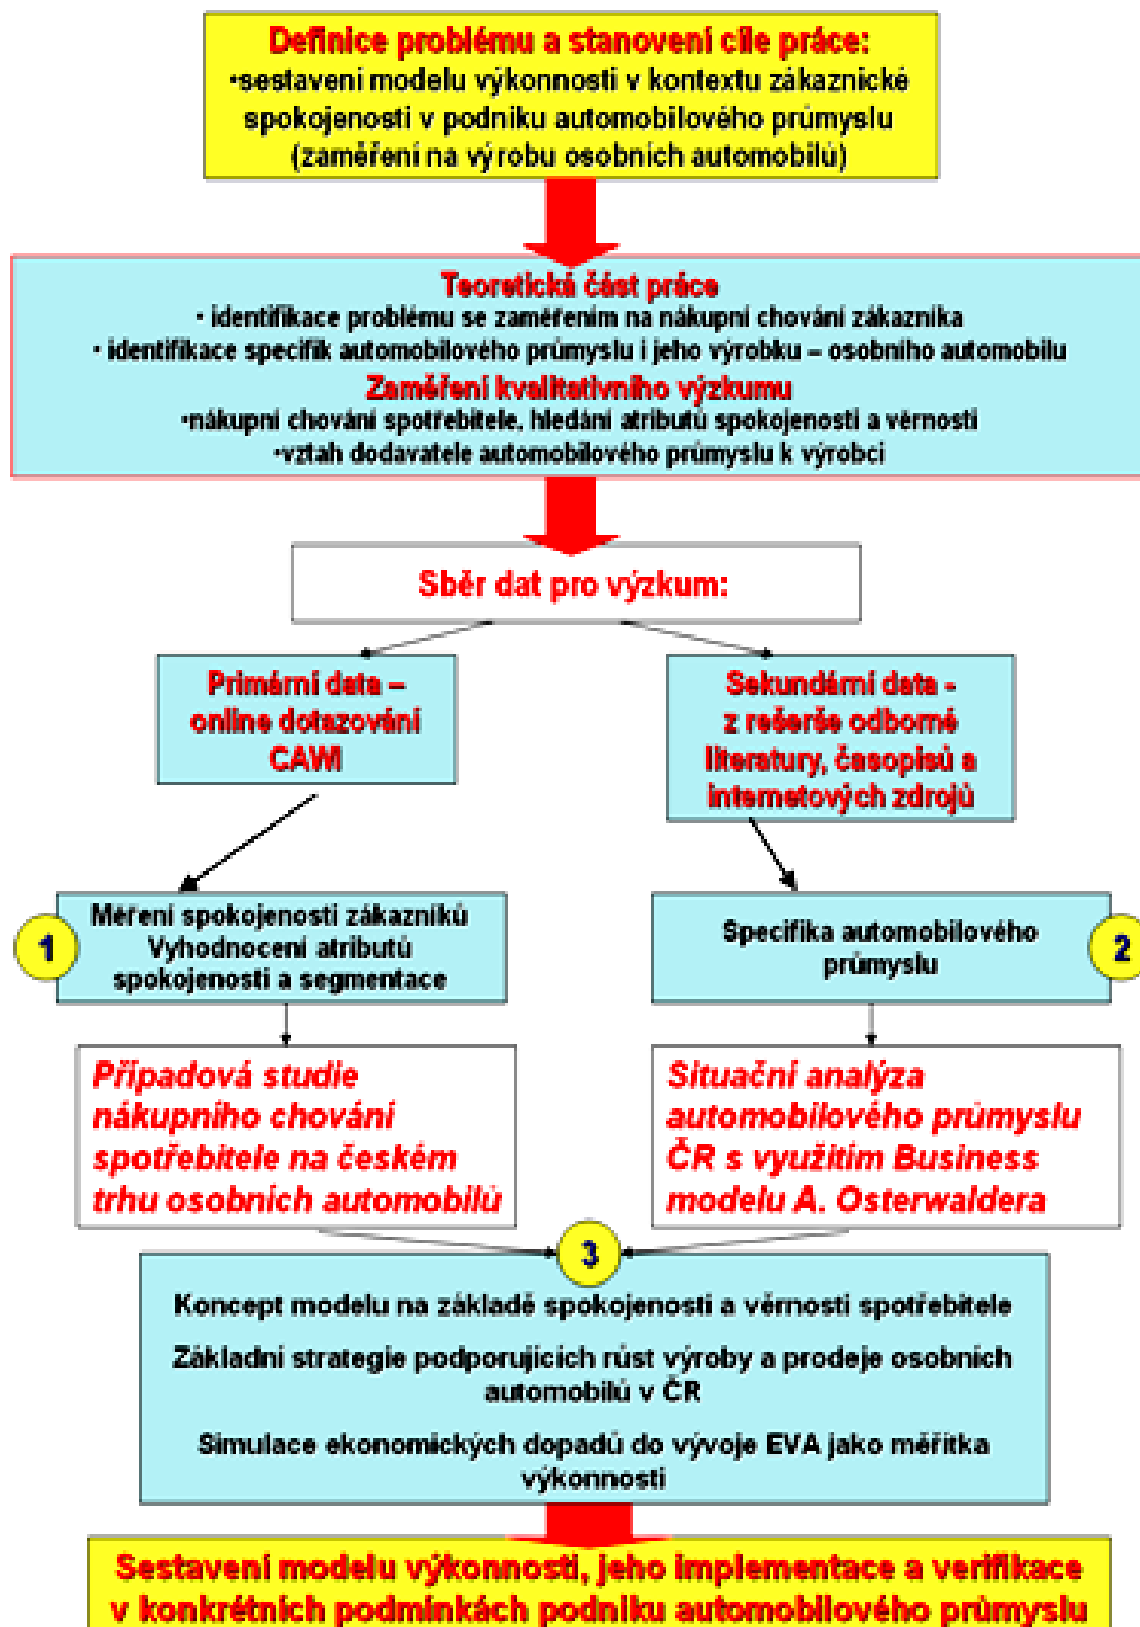 Definice problému a stanovení cíle práce:
•sestavení modelu výkonnosti v kontextu zákaznické
spokojenosti v podniku automobilového průmyslu
(zaměření na výrobu osobních automobilů)
Teoretická část práce
• identifikace problému se zaměřením na nákupní chování zákazníka
• identifikace specifik automobilového průmyslu i jeho výrobku – osobního automobilu
Zaměření kvalitativního výzkumu
•nákupní chování spotřebitele, hledání atributů spokojenosti a věrnosti
•vztah dodavatele automobilového průmyslu k výrobci
Sběr dat pro výzkum:
Primární data –
online dotazování
CAWI
Sekundární data -
z rešerše odborné
literatury, časopisů a
internetových zdrojů
1
Měření spokojenosti zákazníků
Vyhodnocení atributů
spokojenosti a segmentace
Specifika automobilového
průmyslu
2
Případová studie
nákupního chování
spotřebitele na českém
trhu osobních automobilů
Situační analýza
automobilového průmyslu
ČR s využitím Business
modelu A. Osterwaldera
3
Koncept modelu na základě spokojenosti a věrnosti spotřebitele
Základní strategie podporujících růst výroby a prodeje osobních
automobilů v ČR
Simulace ekonomických dopadů do vývoje EVA jako měřítka
výkonnosti
Sestavení modelu výkonnosti, jeho implementace a verifikace
v konkrétních podmínkách podniku automobilového průmyslu